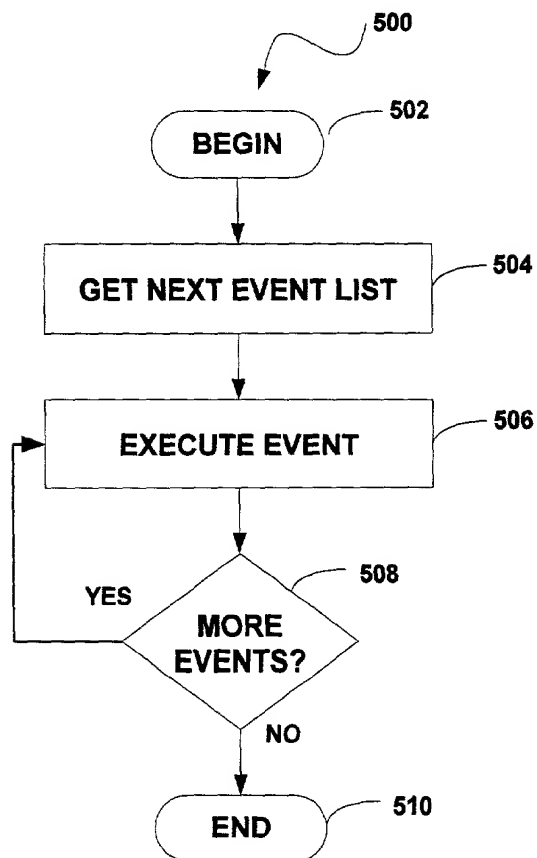 500
BEGIN
502
GET NEXT EVENT LIST
504
EXECUTE EVENT
506
508
YES
MORE
EVENTS?
NO
END
510